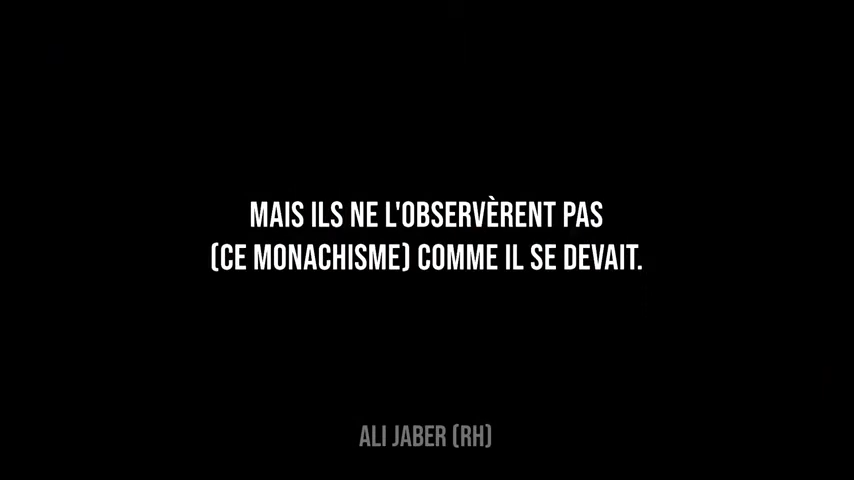 MAIS ILS NE L'OBSERVÈRENT PAS
(CE MONACHISME) COMME IL SE DEVAIT.
ALI JABER (RH)